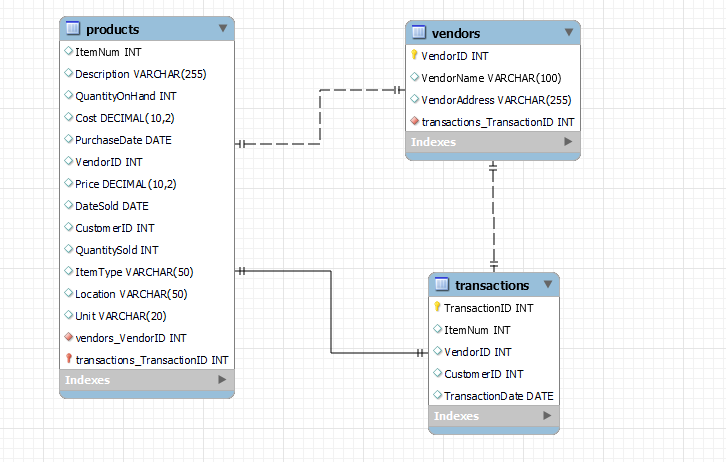 products
ItemNum INT
Description VARCHAR(255)
QuantityOnHand INT
Cost DECIMAL(10,2)
PurchaseDate DATE
VendorID INT
Price DECIMAL(10,2)
DateSold DATE
CustomerID INT
QuantitySold INT
ItemType VARCHAR(50)
Location VARCHAR(50)
Unit VARCHAR(20)
vendors_VendorID INT
transactions_TransactionID INT
Indexes
vendors
VendorID INT
VendorName VARCHAR(100)
VendorAddress VARCHAR(255)
transactions_TransactionID INT
Indexes
transactions
TransactionID INT
ItemNum INT
VendorID INT
CustomerID INT
TransactionDate DATE
Indexes